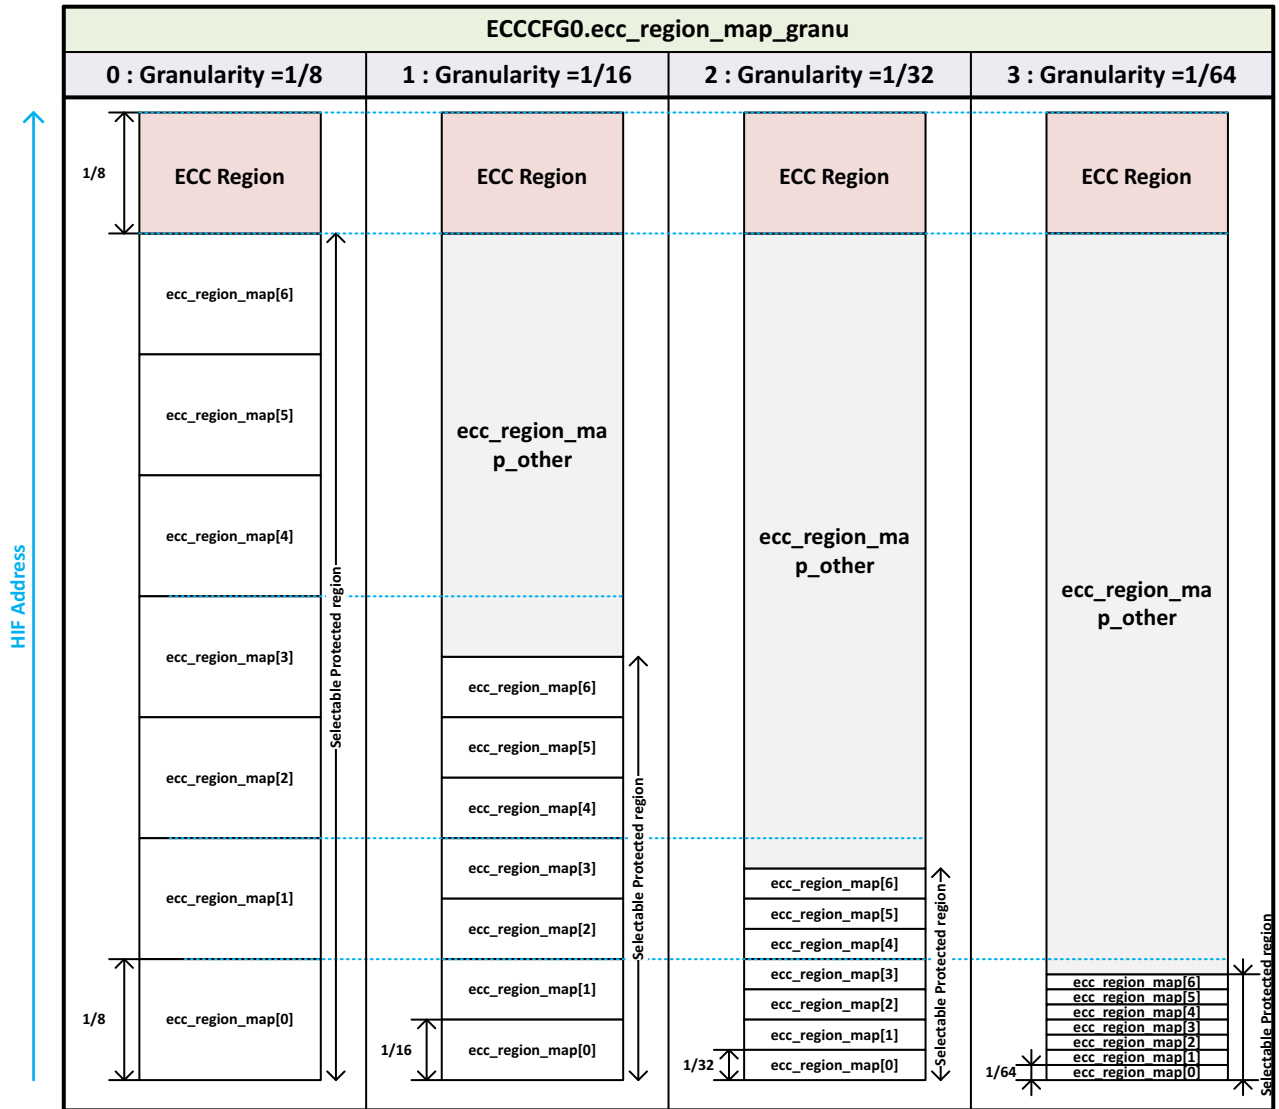 ECCCFG0.ecc_region_map_granu
0 : Granularity =1/8
1 : Granularity =1/16
2 : Granularity =1/32
3 : Granularity =1/64
HIF Address
1/8
ECC Region
ecc_region_map[6]
ecc_region_map[5]
ecc_region_map[4]
ecc_region_map[3]
ecc_region_map[2]
ecc_region_map[1]
1/8
ecc_region_map[0]
Selectable Protected region
ECC Region
ecc_region_ma
p_other
ecc_region_map[6]
ecc_region_map[5]
ecc_region_map[4]
ecc_region_map[3]
ecc_region_map[2]
ecc_region_map[1]
1/16
ecc_region_map[0]
Selectable Protected region
ECC Region
ecc_region_ma
p_other
ecc_region_map[6]
ecc_region_map[5]
ecc_region_map[4]
ecc_region_map[3]
ecc_region_map[2]
ecc_region_map[1]
1/32
ecc_region_map[0]
Selectable Protected region
ECC Region
ecc_region_ma
p_other
ecc_region_map[6]
ecc_region_map[5]
ecc_region_map[4]
ecc_region_map[3]
ecc_region_map[2]
ecc_region_map[1]
1/64
ecc_region_map[0]
Selectable Protected region